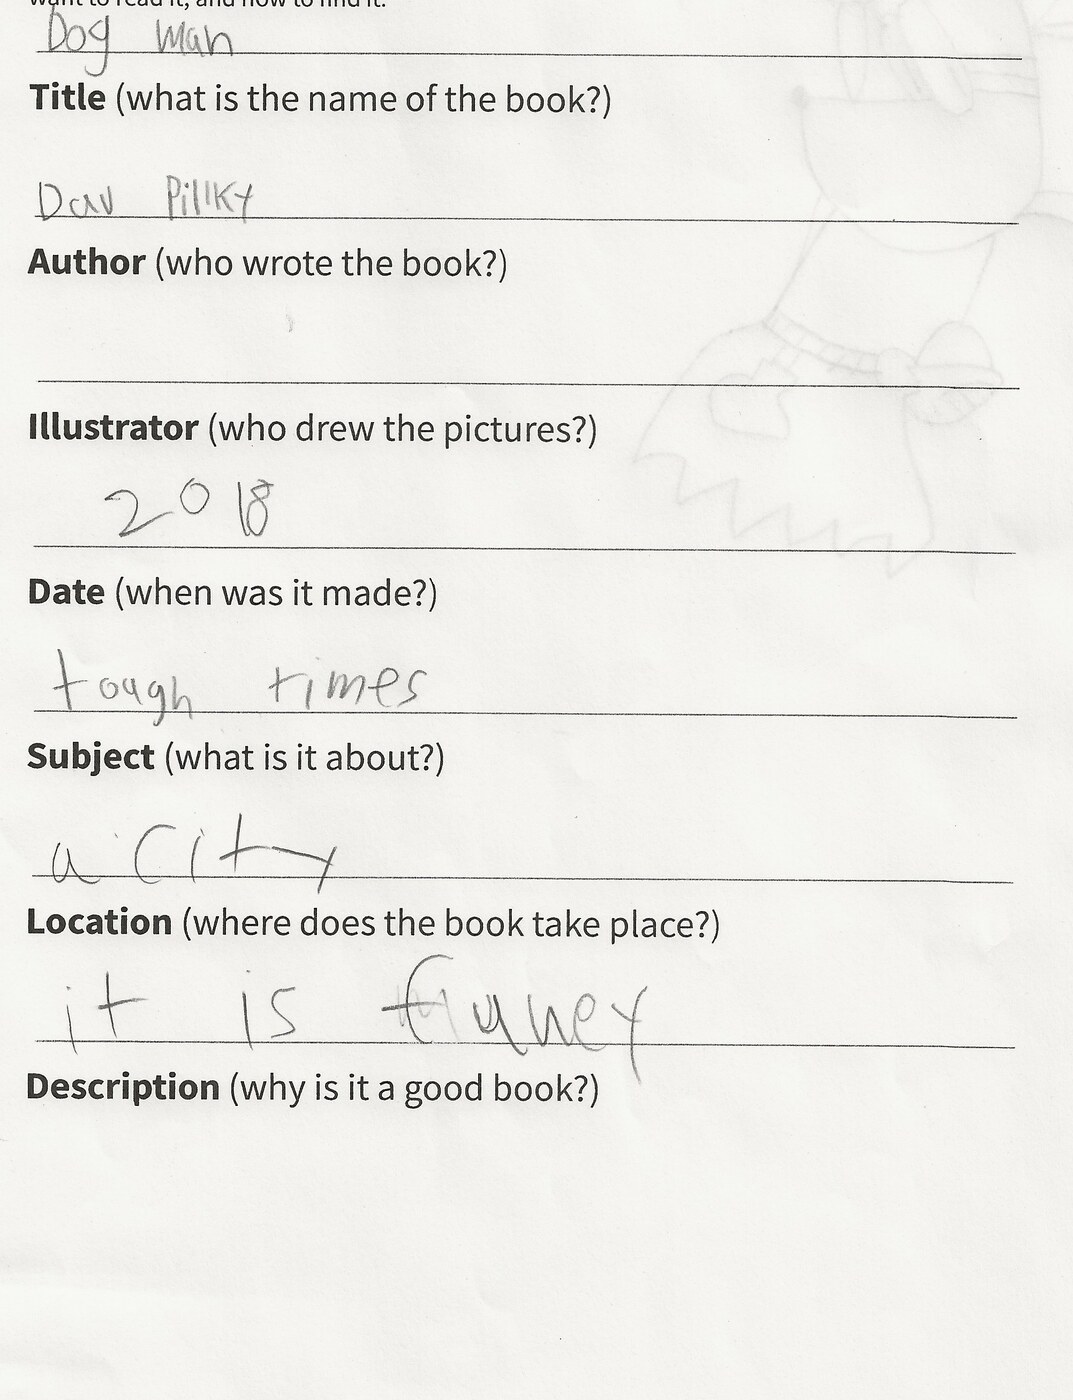 want to read it, and how to find it.
Dog man
Title (what is the name of the book?)
Dav Pillky
Author (who wrote the book?)
Illustrator (who drew the pictures?)
2018
Date (when was it made?)
tough times
Subject (what is it about?)
a City
Location (where does the book take place?)
it is funey
Description (why is it a good book?)